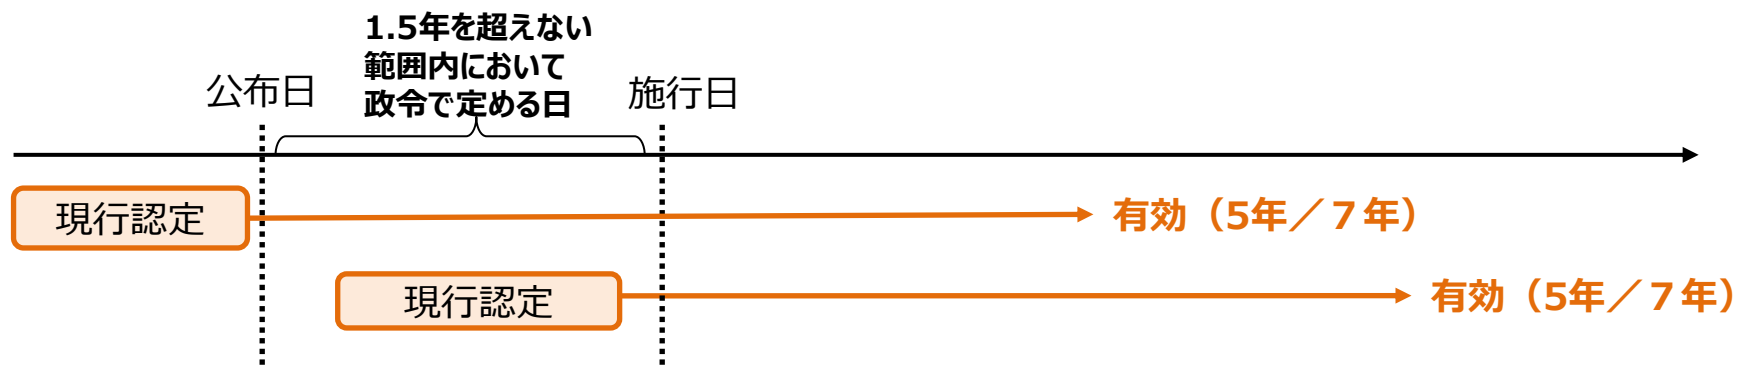 1.5年を超えない
範囲内において
政令で定める日
公布日
施行日
現行認定
有効（5年／７年）
現行認定
有効（5年／７年）